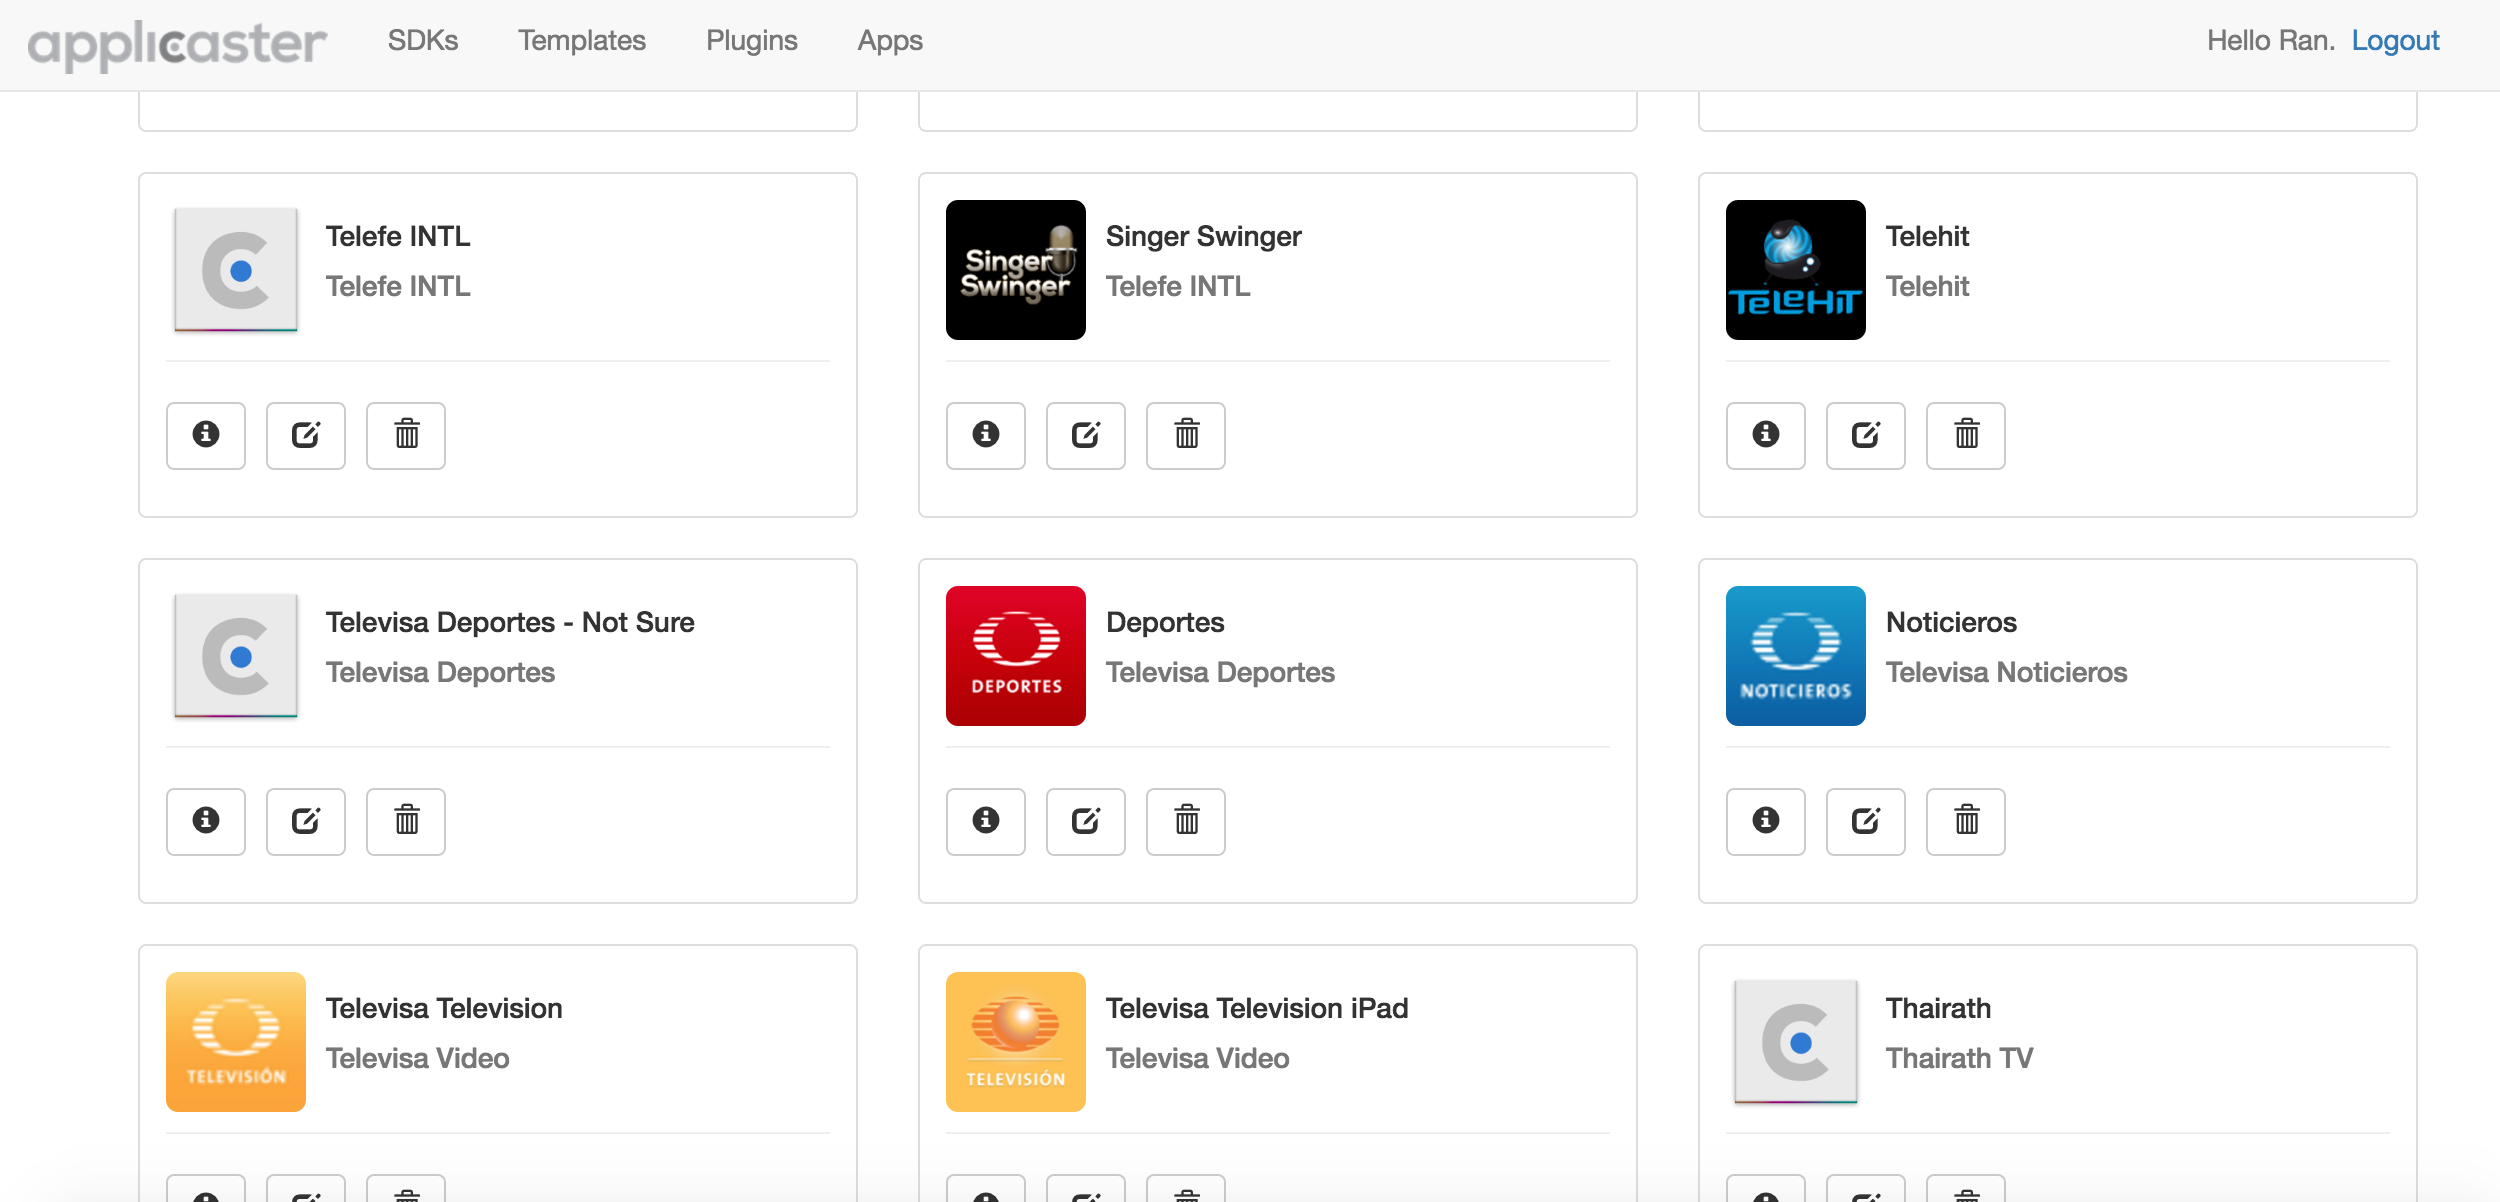 applicaster SDKs Templates Plugins Apps Hello Ran. Logout
Telefe INTL
Telefe INTL
Singer Swinger
Singer Swinger
Telefe INTL
TELEHIT
Telehit
Telehit
Televisa Deportes - Not Sure
Televisa Deportes
DEPORTES
Deportes
Televisa Deportes
NOTICIEROS
Noticieros
Televisa Noticieros
TELEVISIÓN
Televisa Television
Televisa Video
TELEVISIÓN
Televisa Television iPad
Televisa Video
Thairath
Thairath TV